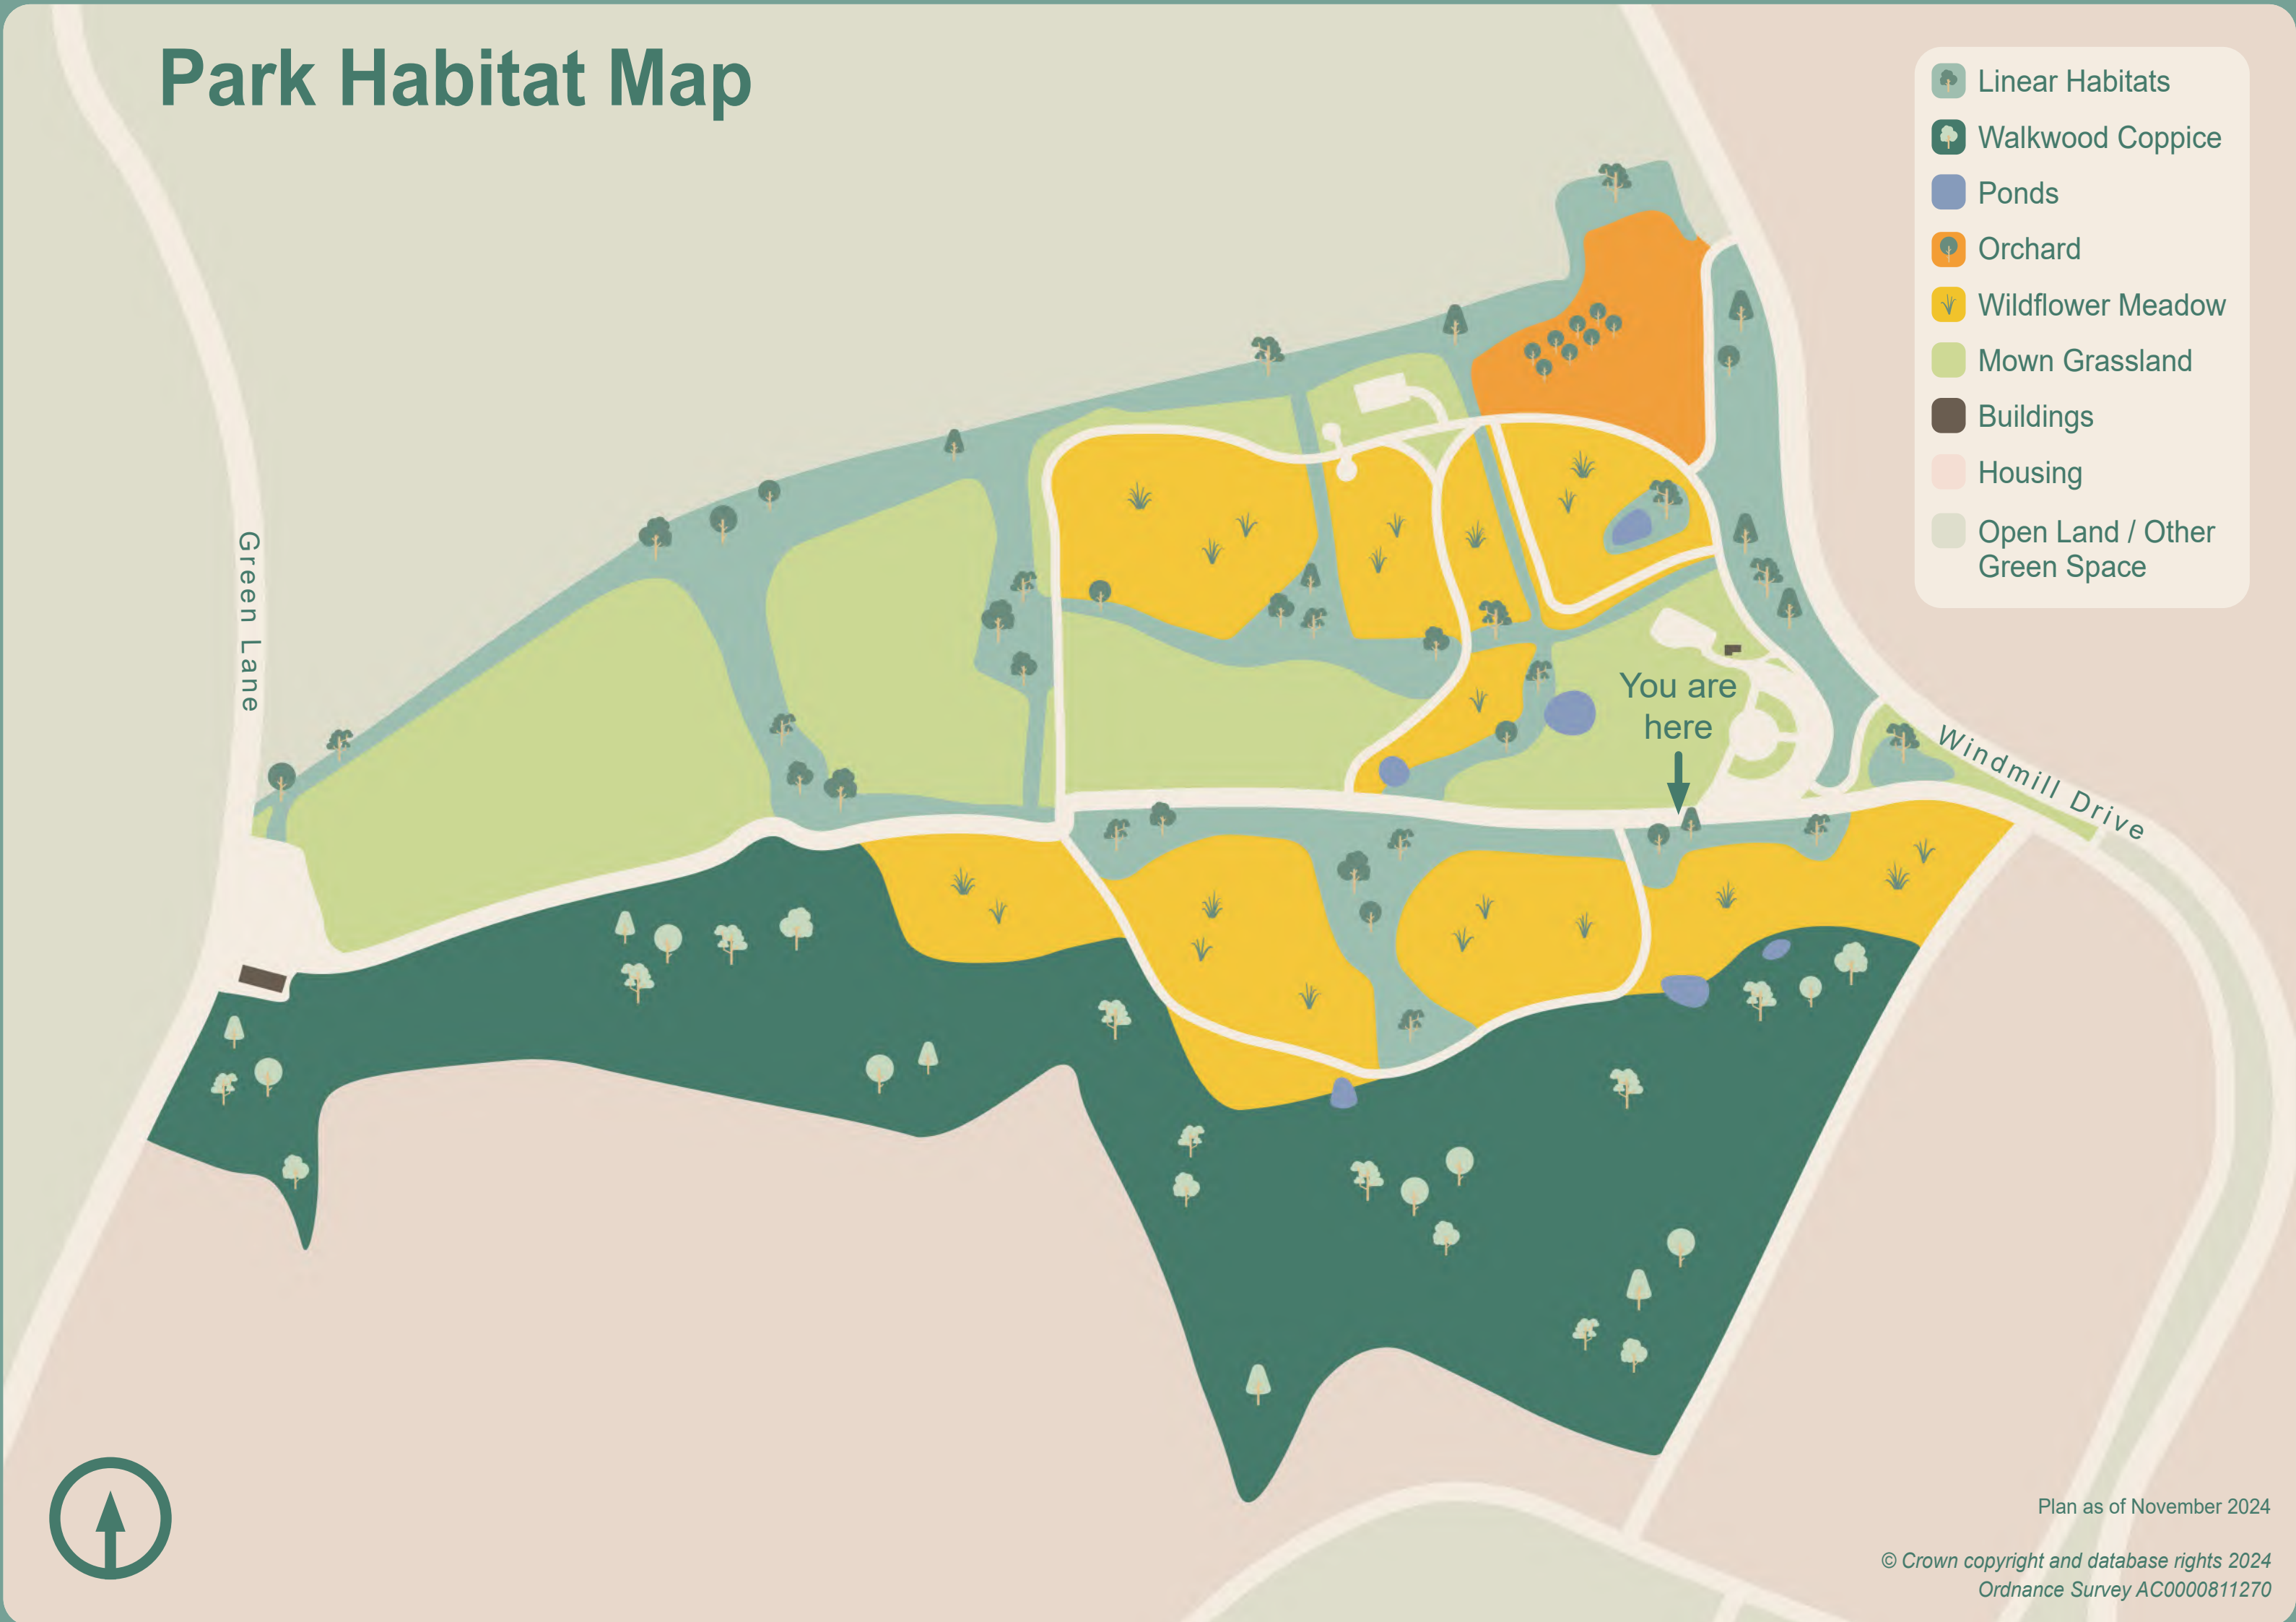 Park Habitat Map
Linear Habitats
Walkwood Coppice
Ponds
Orchard
Wildflower Meadow
Mown Grassland
Buildings
Housing
Open Land / Other
Green Space
Green Lane
You are
here
Windmill Drive
Plan as of November 2024
© Crown copyright and database rights 2024
Ordnance Survey AC0000811270